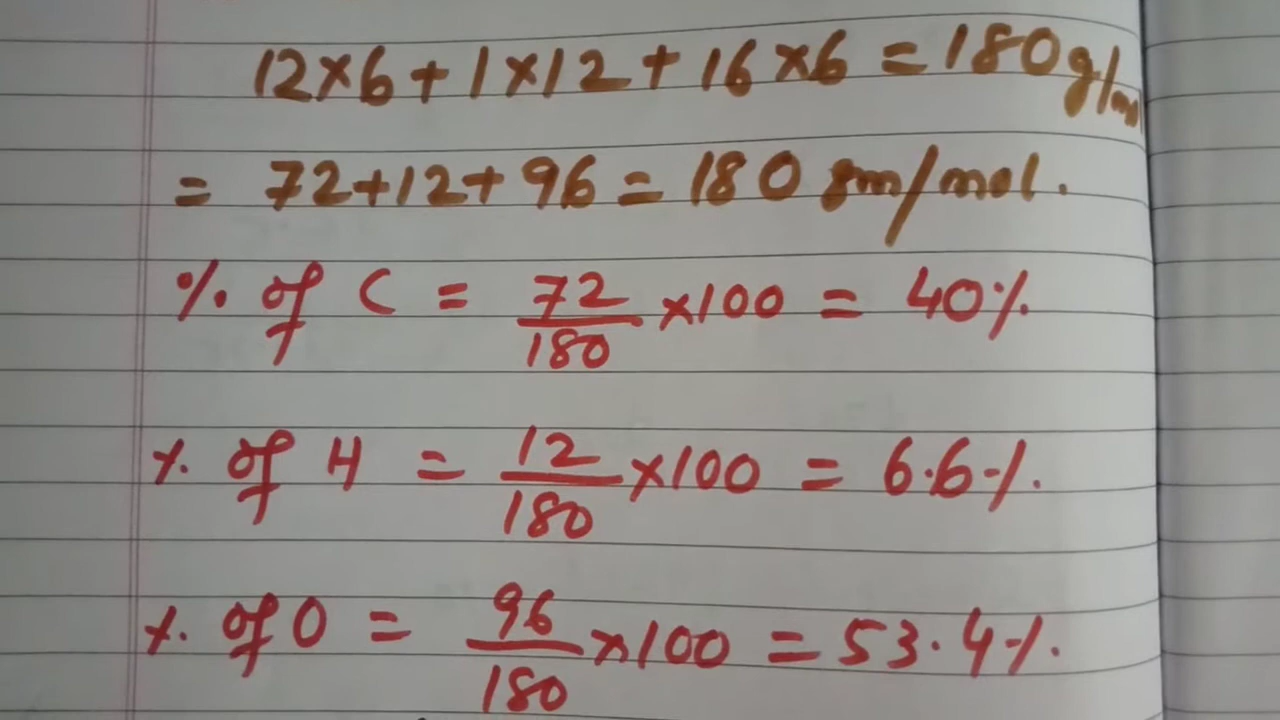 12×6+1×12+16×6=180g/mol
= 72+12+96=180 gm/mol.
% of C = 72/180 ×100 = 40%
% of H = 12/180 ×100 = 6.6%
% of O = 96/180 ×100 = 53.4%